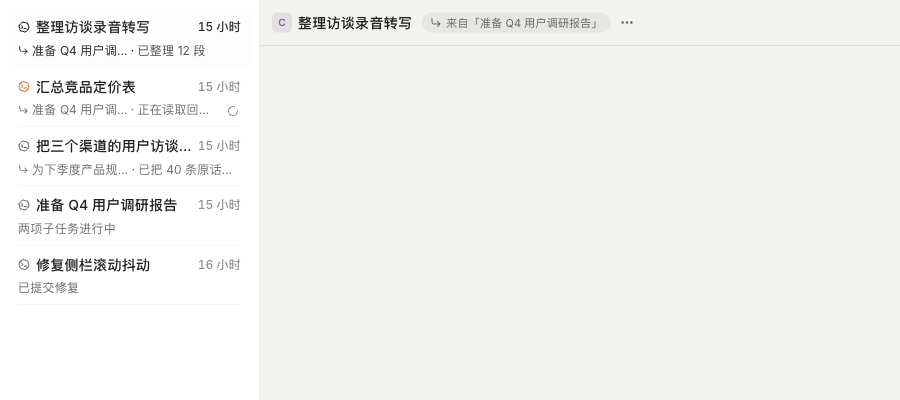 整理访谈录音转写 15 小时
准备 Q4 用户调... · 已整理 12 段
汇总竞品定价表 15 小时
准备 Q4 用户调... · 正在读取回...
把三个渠道的用户访谈... 15 小时
为下季度产品规... · 已把 40 条原话...
准备 Q4 用户调研报告 15 小时
两项子任务进行中
修复侧栏滚动抖动 16 小时
已提交修复
C 整理访谈录音转写 来自「准备 Q4 用户调研报告」 ...